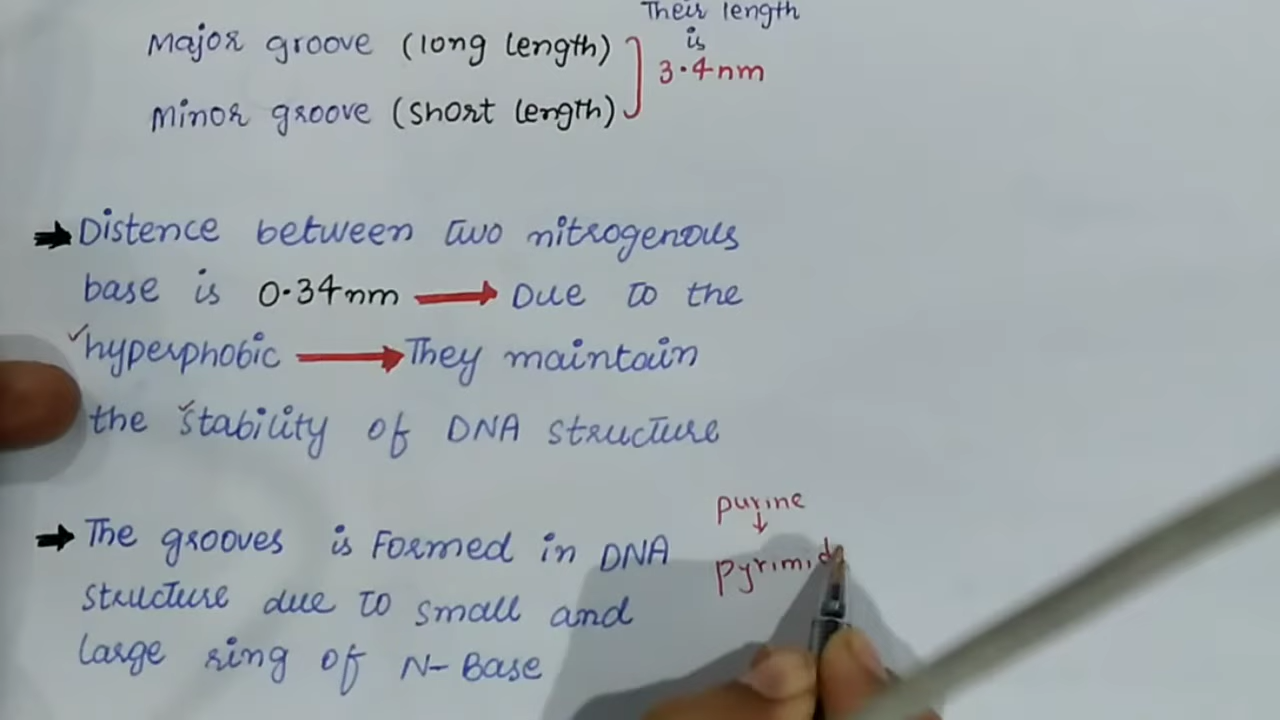 Their length
Major groove (long length)
is
3.4nm
Minor groove (short length)
Distence between two nitrogenous
base is 0.34nm → Due to the
hyperphobic → They maintain
the stability of DNA structure
purine
↓
The grooves is Formed in DNA
pyrimid
structure due to small and
large ring of N-Base